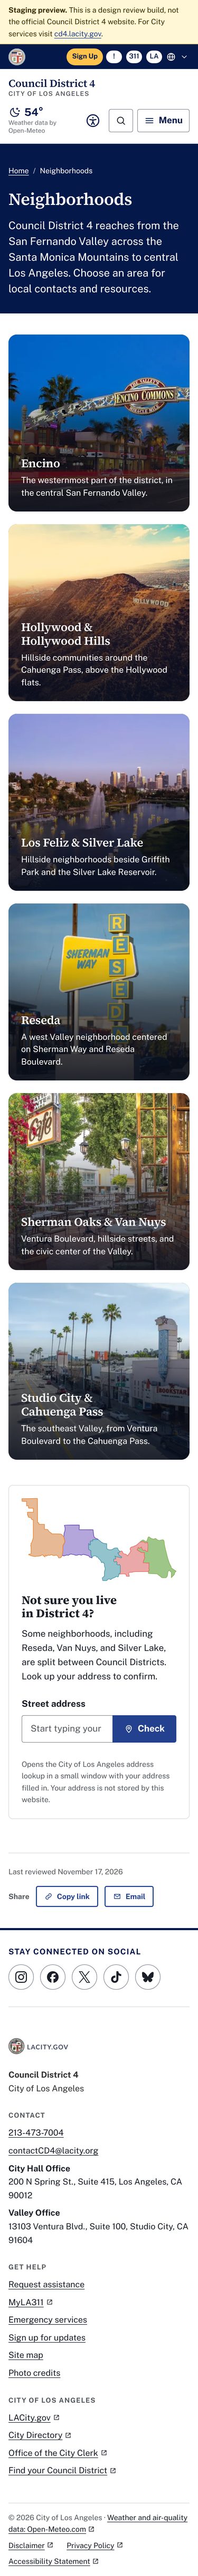 Staging preview. This is a design review build, not
the official Council District 4 website. For City
services visit cd4.lacity.gov.
Sign Up
!
311
LA
Council District 4
CITY OF LOS ANGELES
54°
Weather data by
Open-Meteo
Menu
Home / Neighborhoods
Neighborhoods
Council District 4 reaches from the
San Fernando Valley across the
Santa Monica Mountains to central
Los Angeles. Choose an area for
local contacts and resources.
ENCINO COMMONS
Encino
The westernmost part of the district, in
the central San Fernando Valley.
HOLLYWOOD
Hollywood &
Hollywood Hills
Hillside communities around the
Cahuenga Pass, above the Hollywood
flats.
Los Feliz & Silver Lake
Hillside neighborhoods beside Griffith
Park and the Silver Lake Reservoir.
RESEDA
SHERMAN
WAY
Reseda
A west Valley neighborhood centered
on Sherman Way and Reseda
Boulevard.
Cafe
Sherman Oaks & Van Nuys
Ventura Boulevard, hillside streets, and
the civic center of the Valley.
Studio City &
Cahuenga Pass
The southeast Valley, from Ventura
Boulevard to the Cahuenga Pass.
Not sure you live
in District 4?
Some neighborhoods, including
Reseda, Van Nuys, and Silver Lake,
are split between Council Districts.
Look up your address to confirm.
Street address
Start typing your
Check
Opens the City of Los Angeles address
lookup in a small window with your address
filled in. Your address is not stored by this
website.
Last reviewed November 17, 2026
Share
Copy link
Email
STAY CONNECTED ON SOCIAL
LACITY.GOV
Council District 4
City of Los Angeles
CONTACT
213-473-7004
contactCD4@lacity.org
City Hall Office
200 N Spring St., Suite 415, Los Angeles, CA
90012
Valley Office
13103 Ventura Blvd., Suite 100, Studio City, CA
91604
GET HELP
Request assistance
MyLA311
Emergency services
Sign up for updates
Site map
Photo credits
CITY OF LOS ANGELES
LACity.gov
City Directory
Office of the City Clerk
Find your Council District
© 2026 City of Los Angeles · Weather and air-quality
data: Open-Meteo.com
Disclaimer
Privacy Policy
Accessibility Statement